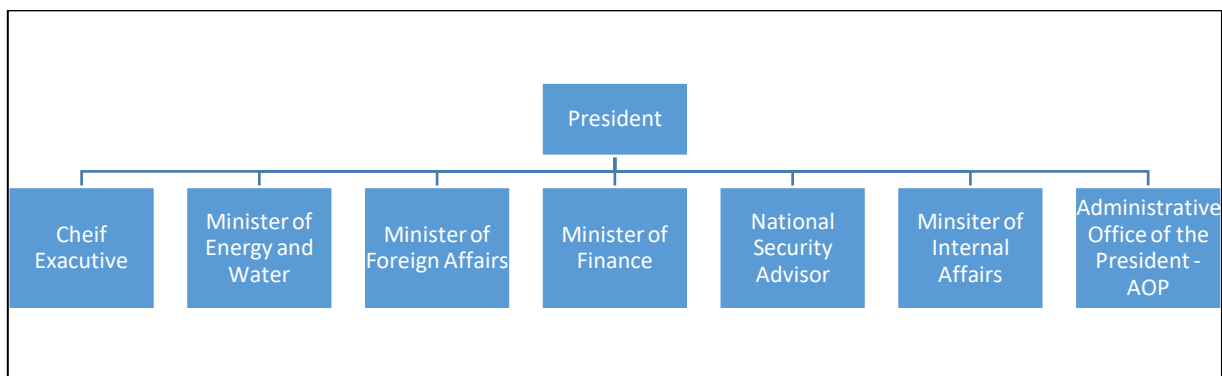 President
Cheif
Exacutive
Minister of
Energy and
Water
Minister of
Foreign Affairs
Minister of
Finance
National
Security
Advisor
Minsiter of
Internal
Affairs
Administrative
Office of the
President -
AOP